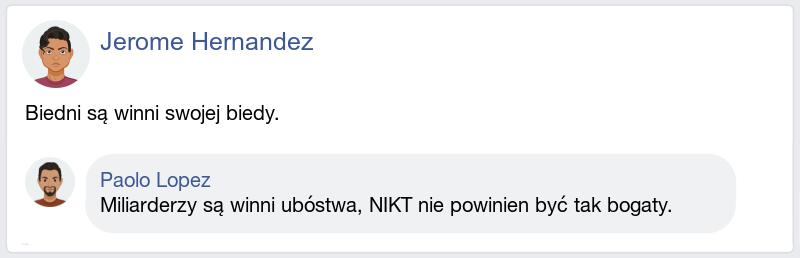 Jerome Hernandez
Biedni są winni swojej biedy.
Paolo Lopez
Miliarderzy są winni ubóstwa, NIKT nie powinien być tak bogaty.